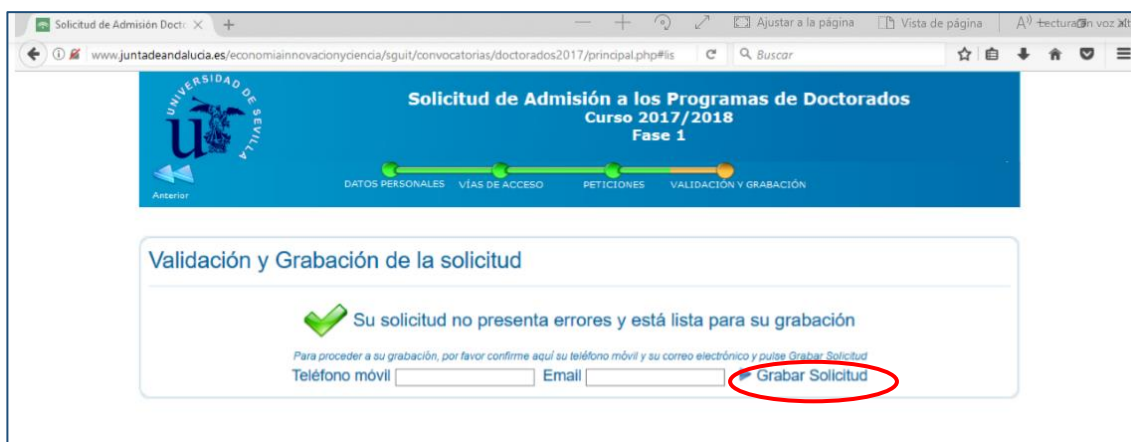 Solicitud de Admisión Docto
Ajustar a la página
Vista de página
www.juntadeandalucia.es/economiainnovacionyciencia/sguit/convocatorias/doctorados2017/principal.php#lis
Buscar
UNIVERSIDAD DE SEVILLA
Solicitud de Admisión a los Programas de Doctorados
Curso 2017/2018
Fase 1
Anterior
DATOS PERSONALES VÍAS DE ACCESO PETICIONES VALIDACIÓN Y GRABACIÓN
Validación y Grabación de la solicitud
Su solicitud no presenta errores y está lista para su grabación
Para proceder a su grabación, por favor confirme aquí su teléfono móvil y su correo electrónico y pulse Grabar Solicitud
Teléfono móvil Email Grabar Solicitud